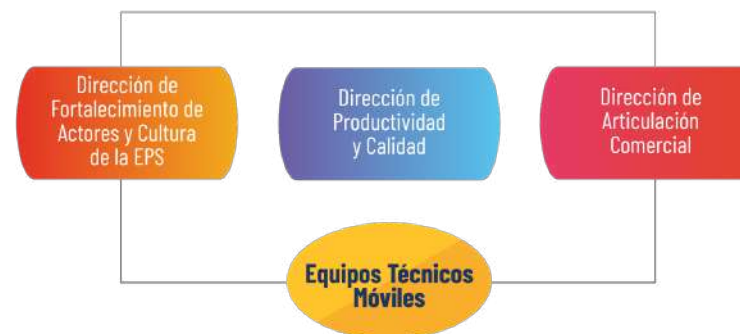 Dirección de
Fortalecimiento de
Actores y Cultura
de la EPS
Dirección de
Productividad
y Calidad
Dirección de
Articulación
Comercial
Equipos Técnicos
Móviles